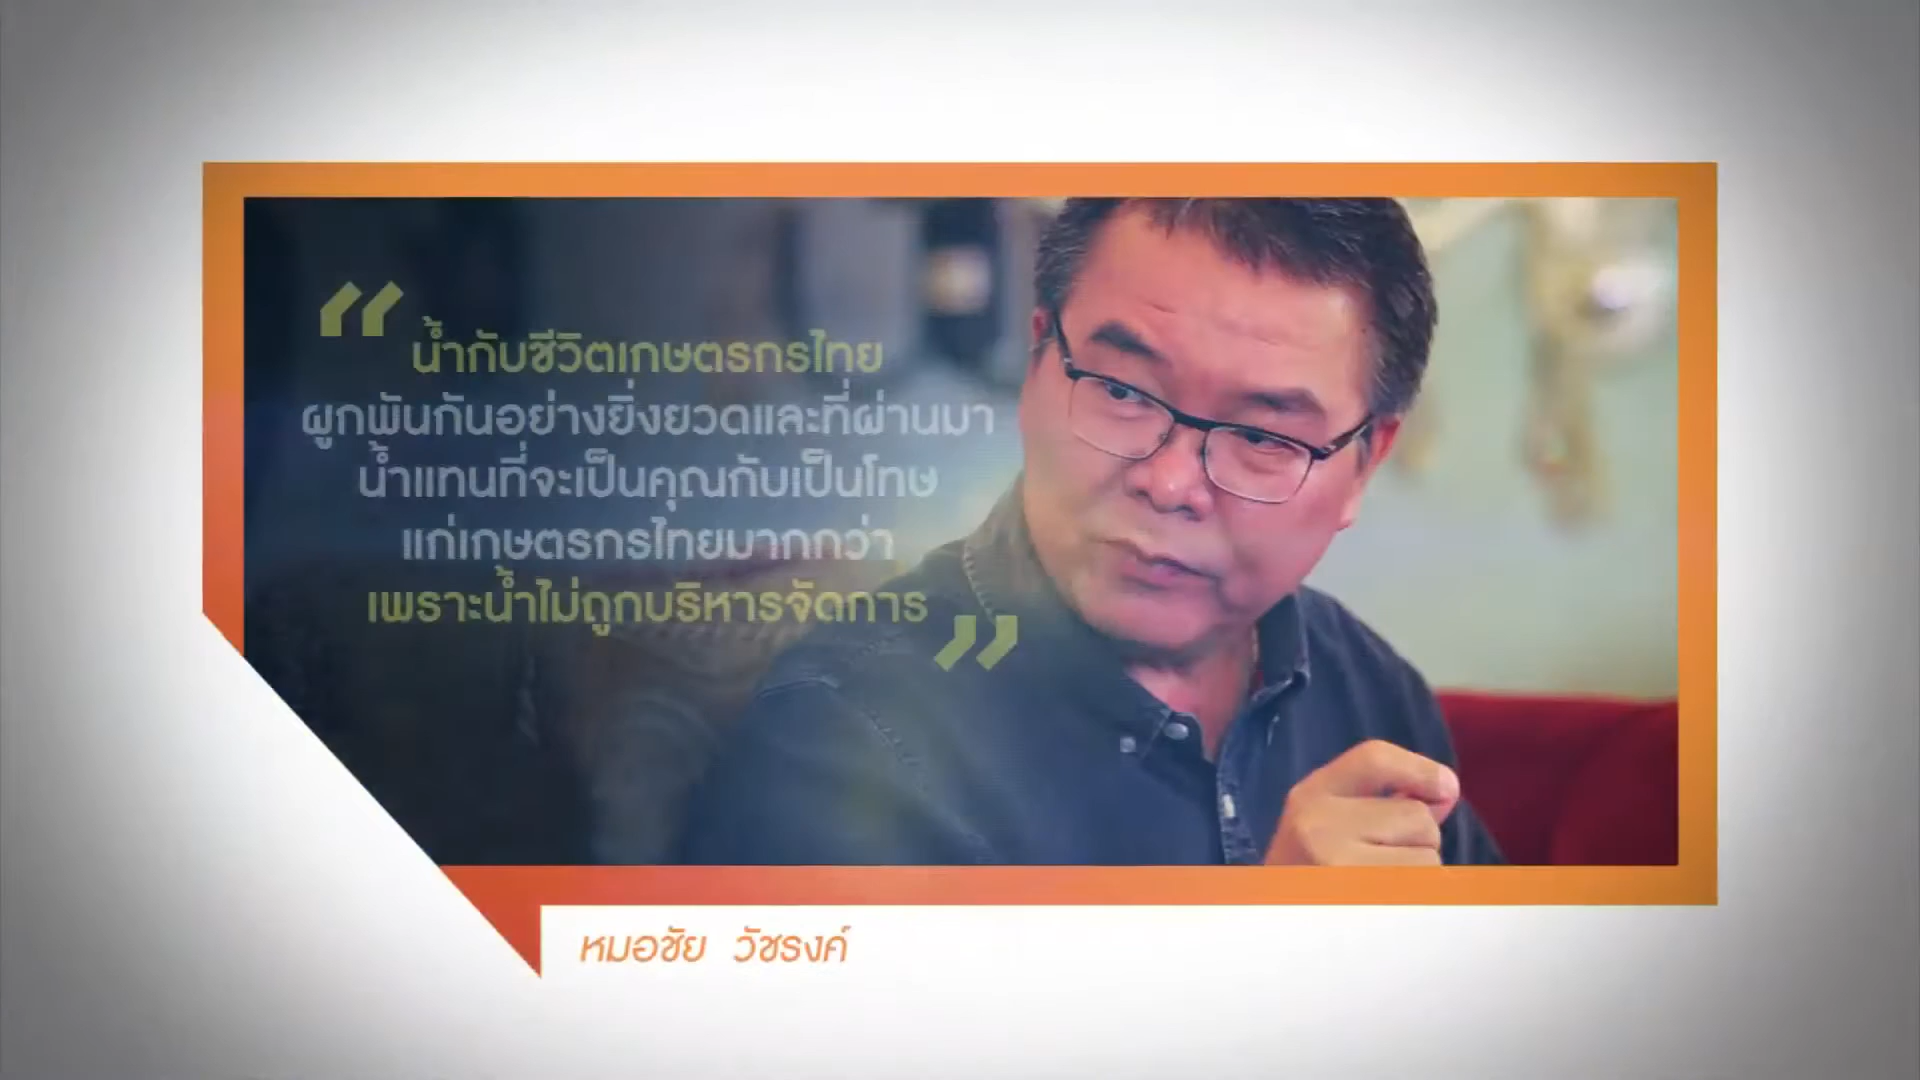 “ น้ำกับชีวิตเกษตรกรไทย
ผูกพันกันอย่างยิ่งยวดและที่ผ่านมา
น้ำแทนที่จะเป็นคุณกับเป็นโทษ
แก่เกษตรกรไทยมากกว่า
เพราะน้ำไม่ถูกบริหารจัดการ ”
หมอชัย วัชรงค์